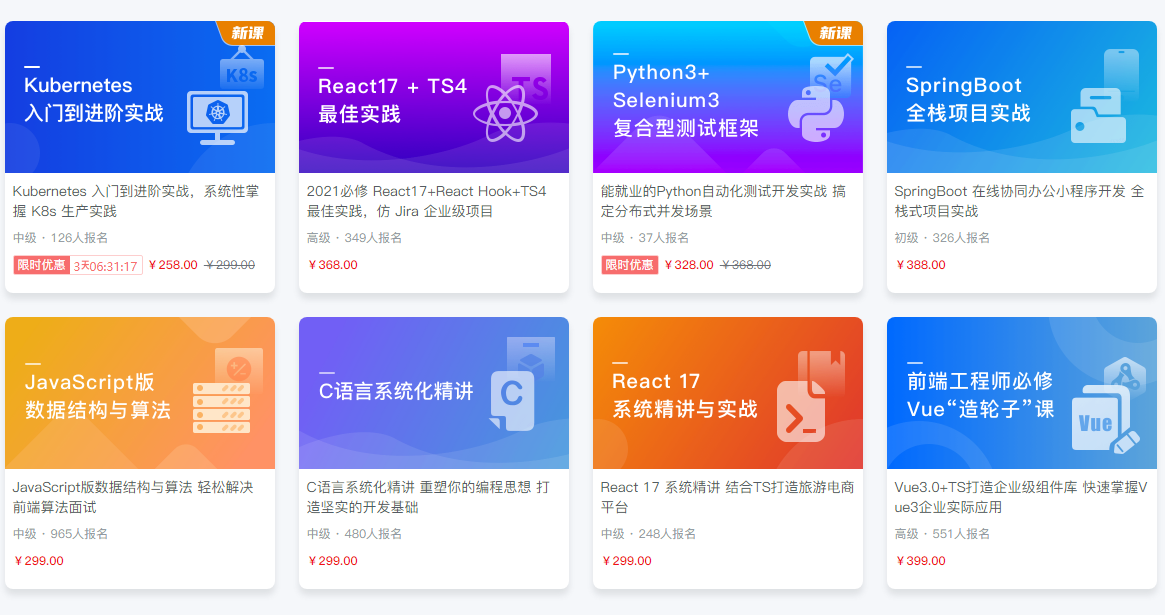 新课
K8s
Kubernetes
入门到进阶实战
Kubernetes 入门到进阶实战，系统性掌
握 K8s 生产实践
中级 · 126人报名
限时优惠 3天06:31:17 ￥258.00 ￥299.00
TS
React17 + TS4
最佳实践
2021必修 React17+React Hook+TS4
最佳实践，仿 Jira 企业级项目
高级 · 349人报名
￥368.00
新课
Se
Python3+
Selenium3
复合型测试框架
能就业的Python自动化测试开发实战 搞
定分布式并发场景
中级 · 37人报名
限时优惠 ￥328.00 ￥368.00
SpringBoot
全栈项目实战
SpringBoot 在线协同办公小程序开发 全
栈式项目实战
初级 · 326人报名
￥388.00
JavaScript版
数据结构与算法
JavaScript版数据结构与算法 轻松解决
前端算法面试
中级 · 965人报名
￥299.00
C语言系统化精讲
C
C语言系统化精讲 重塑你的编程思想 打
造坚实的开发基础
中级 · 480人报名
￥299.00
React 17
系统精讲与实战
React 17 系统精讲 结合TS打造旅游电商
平台
中级 · 248人报名
￥299.00
前端工程师必修
Vue“造轮子”课
Vue
Vue3.0+TS打造企业级组件库 快速掌握V
ue3企业实际应用
高级 · 551人报名
￥399.00